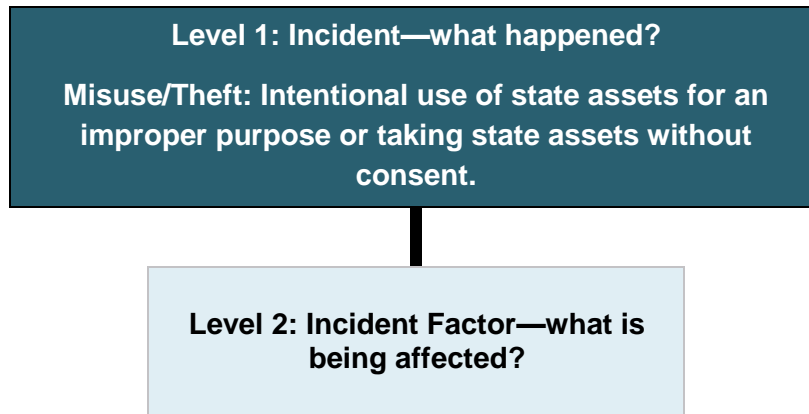 Level 1: Incident—what happened?
Misuse/Theft: Intentional use of state assets for an
improper purpose or taking state assets without
consent.
Level 2: Incident Factor—what is
being affected?